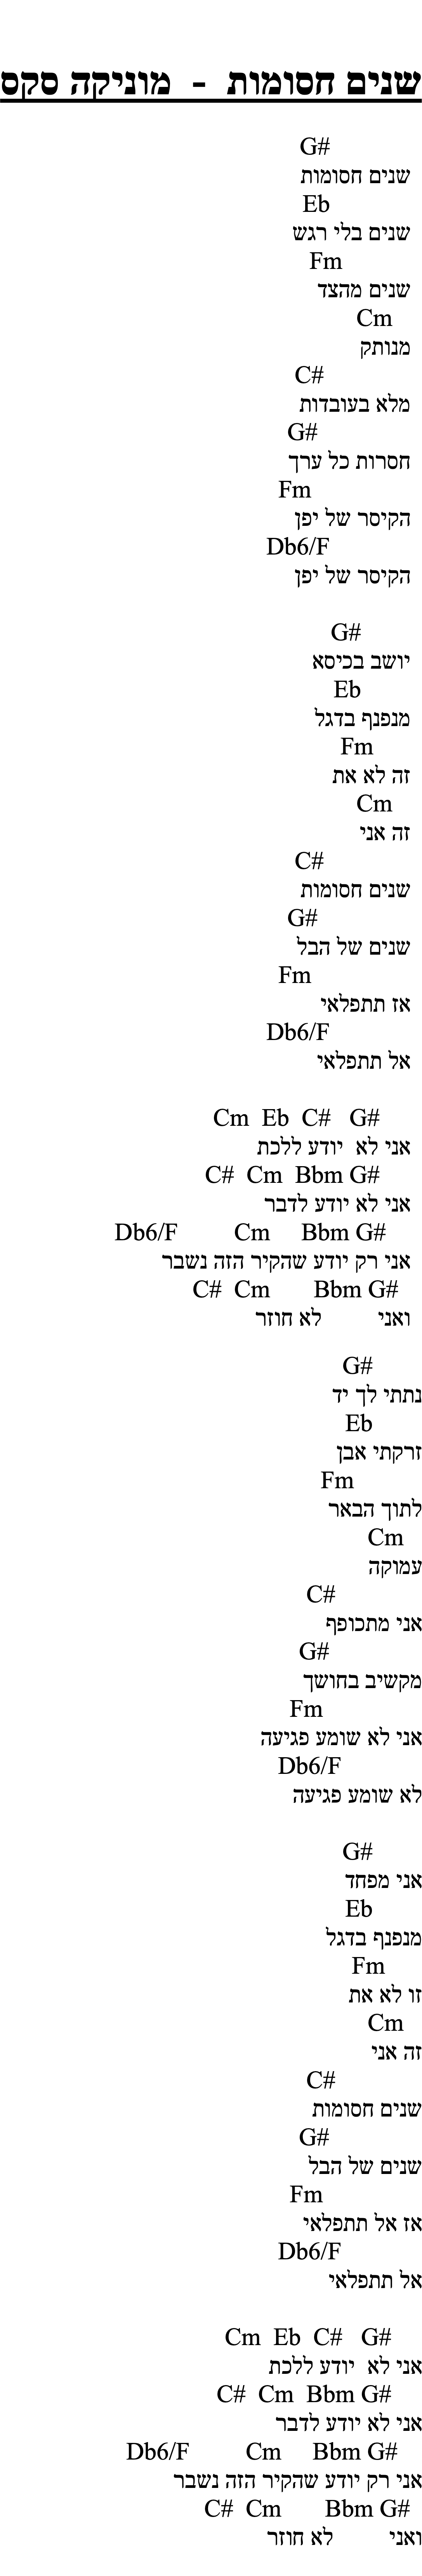 שנים חסומות - מוניקה סקס
G#
שנים חסומות
Eb
שנים בלי רגש
Fm
שנים מהצד
Cm
מנותק
C#
מלא בעובדות
G#
חסרות כל ערך
Fm
הקיסר של יפן
Db6/F
הקיסר של יפן
G#
יושב בכיסא
Eb
מנפנף בדגל
Fm
זה לא את
Cm
זה אני
C#
שנים חסומות
G#
שנים של הבל
Fm
אז תתפלאי
Db6/F
אל תתפלאי
Cm Eb C# G#
אני לא יודע ללכת
C# Cm Bbm G#
אני לא יודע לדבר
Db6/F Cm Bbm G#
אני רק יודע שהקיר הזה נשבר
C# Cm Bbm G#
ואני לא חוזר
G#
נתתי לך יד
Eb
זרקתי אבן
Fm
לתוך הבאר
Cm
עמוקה
C#
אני מתכופף
G#
מקשיב בחושך
Fm
אני לא שומע פגיעה
Db6/F
לא שומע פגיעה
G#
אני מפחד
Eb
מנפנף בדגל
Fm
זו לא את
Cm
זה אני
C#
שנים חסומות
G#
שנים של הבל
Fm
אז אל תתפלאי
Db6/F
אל תתפלאי
Cm Eb C# G#
אני לא יודע ללכת
C# Cm Bbm G#
אני לא יודע לדבר
Db6/F Cm Bbm G#
אני רק יודע שהקיר הזה נשבר
C# Cm Bbm G#
ואני לא חוזר